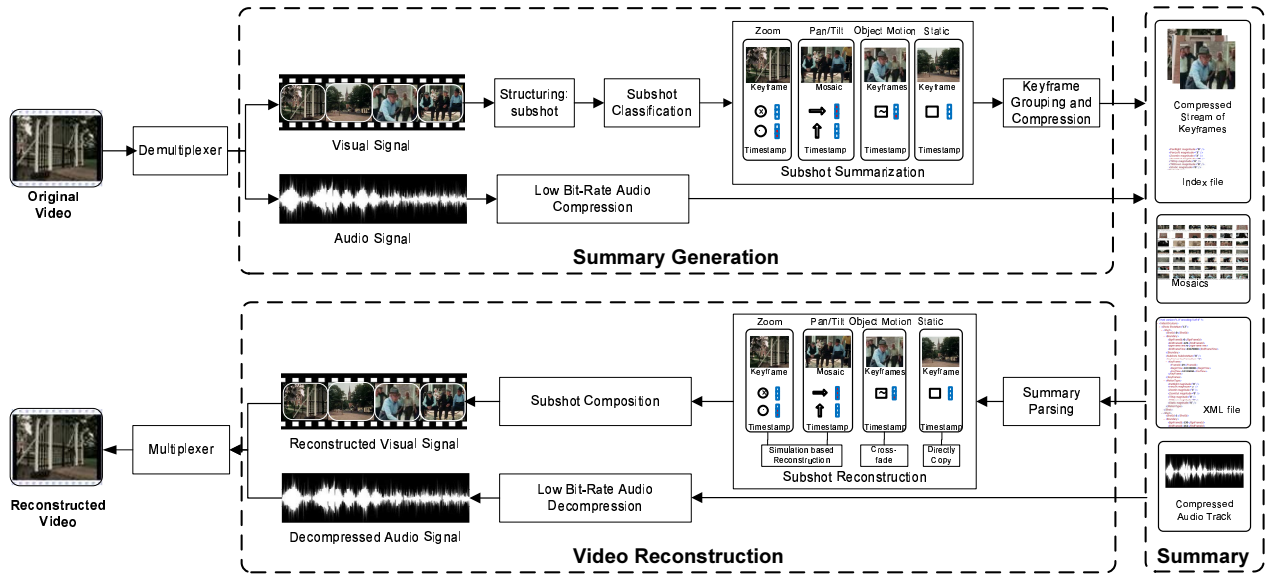 Original
Video
Demultiplexer
Visual Signal
Structuring:
subshot
Subshot
Classification
Zoom
Pan/Tilt
Object Motion
Static
Keyframe
Mosaic
Keyframes
Keyframe
Timestamp
Timestamp
Timestamp
Timestamp
Subshot Summarization
Keyframe
Grouping and
Compression
Audio Signal
Low Bit-Rate Audio
Compression
Summary Generation
Compressed
Stream of
Keyframes
Index file
Mosaics
XML file
Compressed
Audio Track
Summary
Zoom
Pan/Tilt
Object Motion
Static
Keyframe
Mosaic
Keyframes
Keyframe
Timestamp
Timestamp
Timestamp
Timestamp
Simulation based
Reconstruction
Cross-
fade
Directly
Copy
Subshot Reconstruction
Summary
Parsing
Subshot Composition
Reconstructed Visual Signal
Multiplexer
Reconstructed
Video
Low Bit-Rate Audio
Decompression
Decompressed Audio Signal
Video Reconstruction